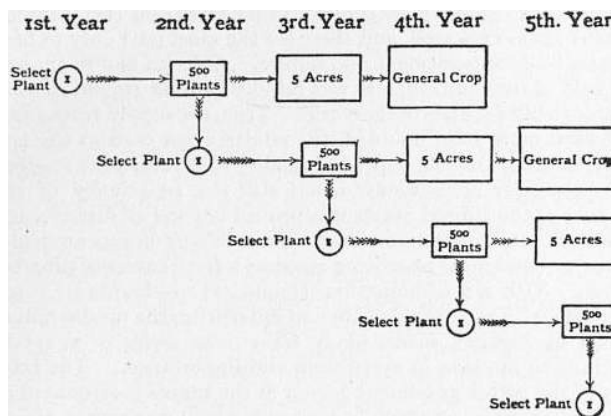 1st. Year 2nd. Year 3rd. Year 4th. Year 5th. Year
Select
Plant
1
500
Plants
5 Acres
General Crop
Select Plant
1
500
Plants
5 Acres
General Crop
Select Plant
1
500
Plants
5 Acres
Select Plant
1
500
Plants
Select Plant
1